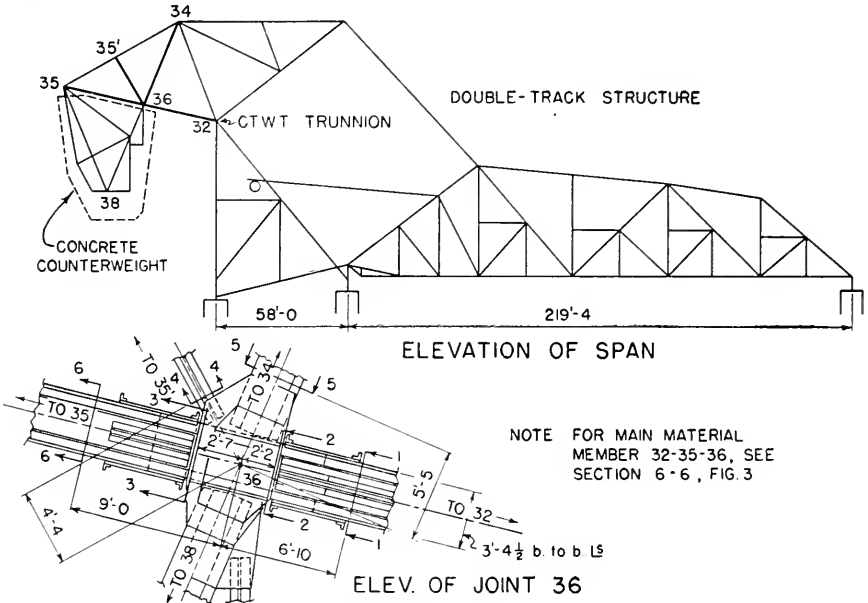 34
35'
35
36
DOUBLE-TRACK STRUCTURE
32
CTWT TRUNNION
38
CONCRETE
COUNTERWEIGHT
58'-0
219'-4
ELEVATION OF SPAN
TO 35'
5
TO 34
5
4
4
6
3
TO 35
2'-7
2'-2
2
1
NOTE FOR MAIN MATERIAL
MEMBER 32-35-36, SEE
SECTION 6-6, FIG. 3
6
36
5'-5
3
2
TO 32
4'-4
9'-0
1
TO 38
6'-10
3'-4 1/2 b. to b. Ls
ELEV. OF JOINT 36